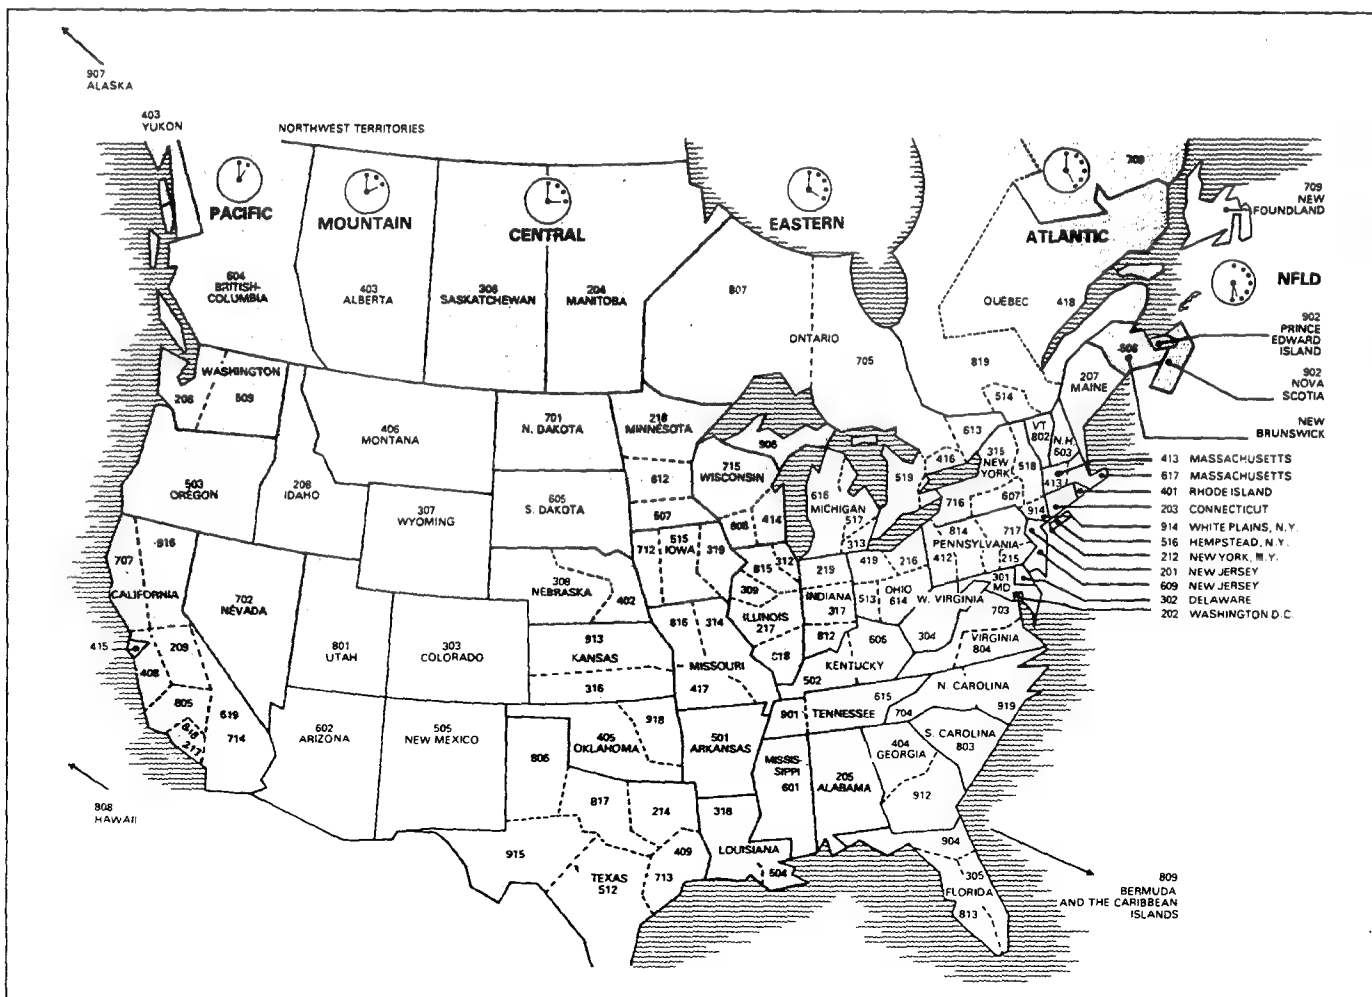 907
ALASKA
403
YUKON
NORTHWEST TERRITORIES
PACIFIC
MOUNTAIN
CENTRAL
EASTERN
ATLANTIC
709
NEW
FOUNDLAND
NFLD
604
BRITISH-
COLUMBIA
403
ALBERTA
306
SASKATCHEWAN
204
MANITOBA
807
ONTARIO
705
QUÉBEC
418
819
514
613
902
PRINCE
EDWARD
ISLAND
902
NOVA
SCOTIA
NEW
BRUNSWICK
506
207
MAINE
WASHINGTON
206
509
406
MONTANA
701
N. DAKOTA
218
MINNESOTA
612
507
906
715
WISCONSIN
608
414
616
MICHIGAN
517
313
519
416
315
NEW
YORK
518
716
607
914
VT
802
N.H.
603
413
413 MASSACHUSETTS
617 MASSACHUSETTS
401 RHODE ISLAND
203 CONNECTICUT
914 WHITE PLAINS, N.Y.
516 HEMPSTEAD, N.Y.
212 NEW YORK, N.Y.
201 NEW JERSEY
609 NEW JERSEY
302 DELAWARE
202 WASHINGTON D.C.
503
OREGON
208
IDAHO
307
WYOMING
605
S. DAKOTA
712
515
IOWA
319
815
312
309
ILLINOIS
217
618
219
INDIANA
317
812
419
216
OHIO
513
614
814
717
PENNSYLVANIA
412
215
301
MD
W. VIRGINIA
304
703
VIRGINIA
804
707
916
CALIFORNIA
702
NEVADA
415
408
209
805
619
714
801
UTAH
303
COLORADO
308
NEBRASKA
402
913
KANSAS
316
816
314
MISSOURI
417
606
KENTUCKY
502
615
901
TENNESSEE
704
N. CAROLINA
919
S. CAROLINA
803
602
ARIZONA
505
NEW MEXICO
806
405
OKLAHOMA
918
501
ARKANSAS
MISSIS-
SIPPI
601
205
ALABAMA
404
GEORGIA
912
808
HAWAII
915
817
214
409
TEXAS
512
713
318
LOUISIANA
504
904
305
FLORIDA
813
809
BERMUDA
AND THE CARIBBEAN
ISLANDS